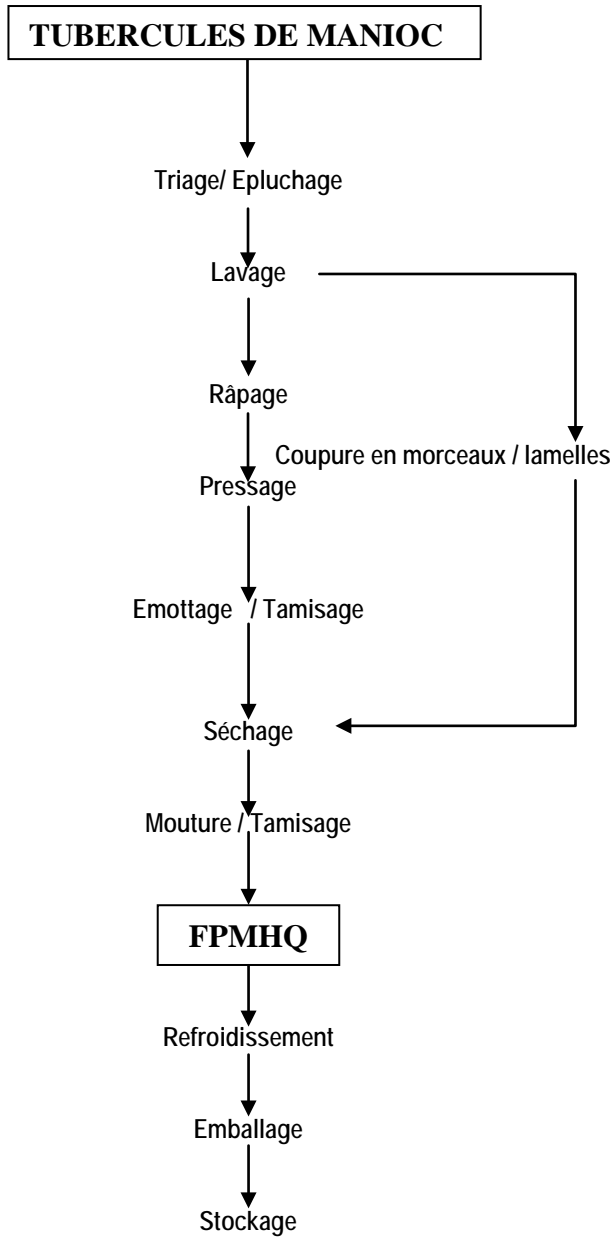 TUBERCULES DE MANIOC
Triage/ Epluchage
Lavage
Râpage
Coupure en morceaux / lamelles
Pressage
Emottage / Tamisage
Séchage
Mouture / Tamisage
FPMHQ
Refroidissement
Emballage
Stockage